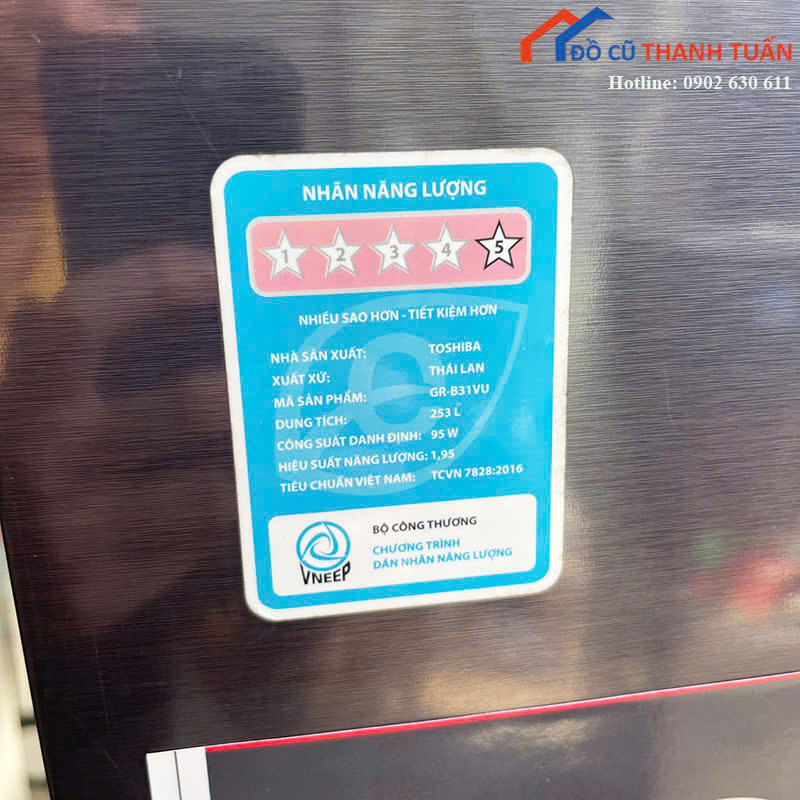 ĐỒ CŨ THANH TUẤN
Hotline: 0902 630 611
NHÃN NĂNG LƯỢNG
1 2 3 4 5
NHIỀU SAO HƠN - TIẾT KIỆM HƠN
NHÀ SẢN XUẤT: TOSHIBA
XUẤT XỨ: THÁI LAN
MÃ SẢN PHẨM: GR-B31VU
DUNG TÍCH: 253 L
CÔNG SUẤT DANH ĐỊNH: 95 W
HIỆU SUẤT NĂNG LƯỢNG: 1,95
TIÊU CHUẨN VIỆT NAM: TCVN 7828:2016
BỘ CÔNG THƯƠNG
CHƯƠNG TRÌNH
DÁN NHÃN NĂNG LƯỢNG
VNEEP